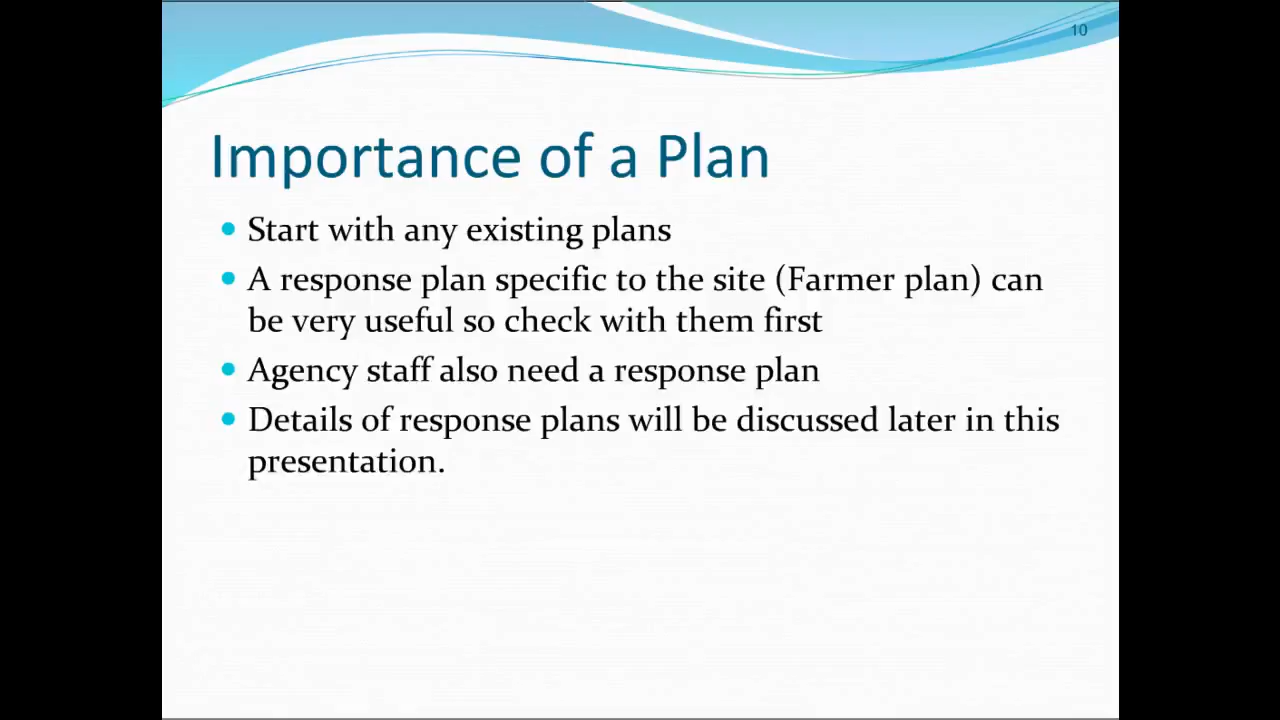 10
Importance of a Plan
Start with any existing plans
A response plan specific to the site (Farmer plan) can
be very useful so check with them first
Agency staff also need a response plan
Details of response plans will be discussed later in this
presentation.